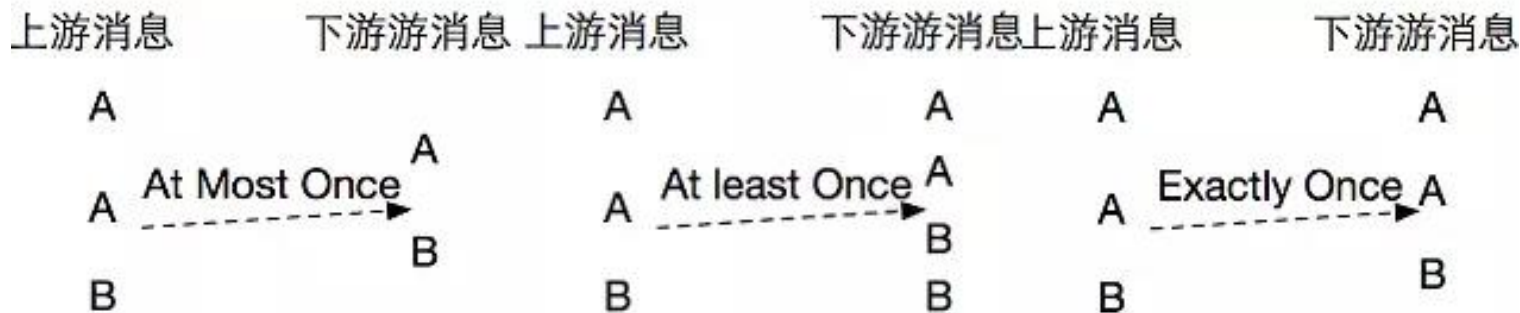 上游消息 下游游消息 上游消息 下游游消息上游消息 下游游消息
A A A A A
A
At Most Once At least Once A Exactly Once A
A A A
B B B
B B B B